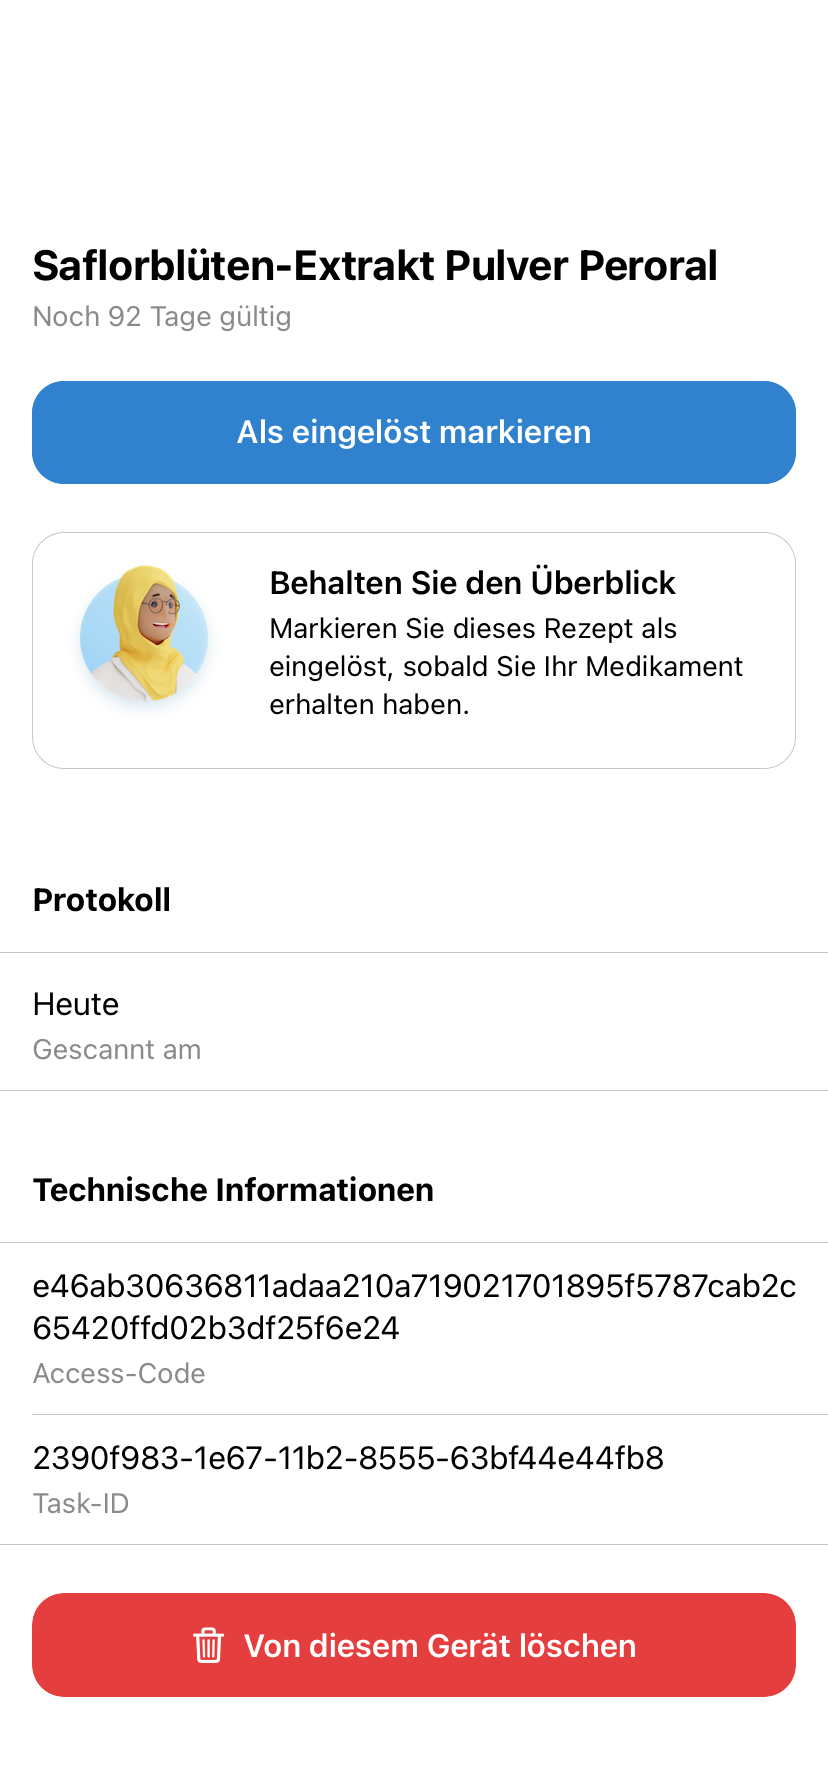 Saflorblüten-Extrakt Pulver Peroral
Noch 92 Tage gültig
Als eingelöst markieren
Behalten Sie den Überblick
Markieren Sie dieses Rezept als
eingelöst, sobald Sie Ihr Medikament
erhalten haben.
Protokoll
Heute
Gescannt am
Technische Informationen
e46ab30636811adaa210a719021701895f5787cab2c
65420ffd02b3df25f6e24
Access-Code
2390f983-1e67-11b2-8555-63bf44e44fb8
Task-ID
Von diesem Gerät löschen